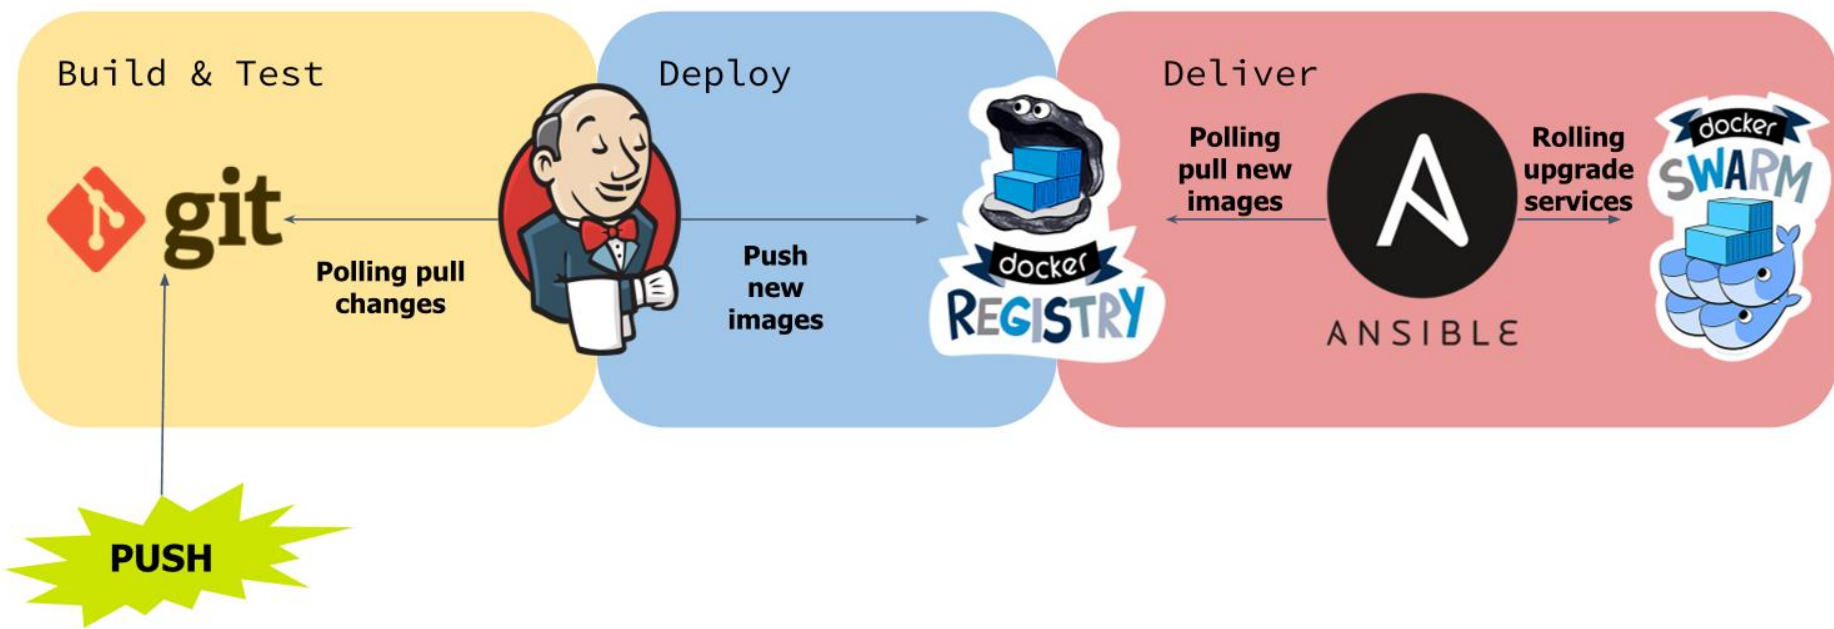 Build & Test
Deploy
Deliver
git
Polling pull
changes
Push
new
images
docker
REGISTRY
Polling
pull new
images
ANSIBLE
Rolling
upgrade
services
docker
SWARM
PUSH